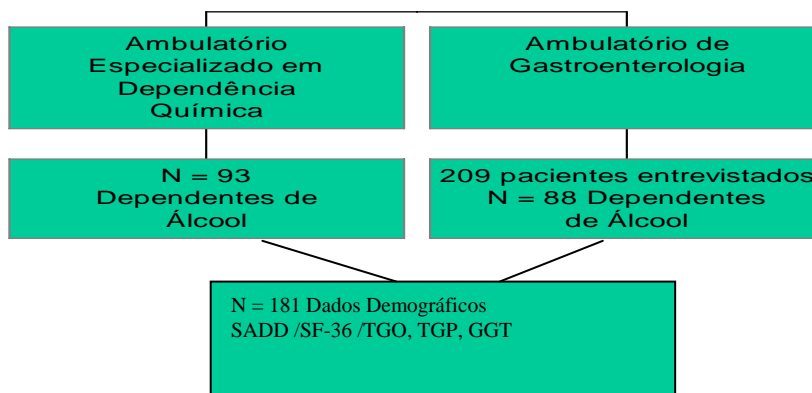 Ambulatório
Especializado em
Dependência
Química
Ambulatório de
Gastroenterologia
N = 93
Dependentes de
Álcool
209 pacientes entrevistados
N = 88 Dependentes
de Álcool
N = 181 Dados Demográficos
SADD /SF-36 /TGO, TGP, GGT